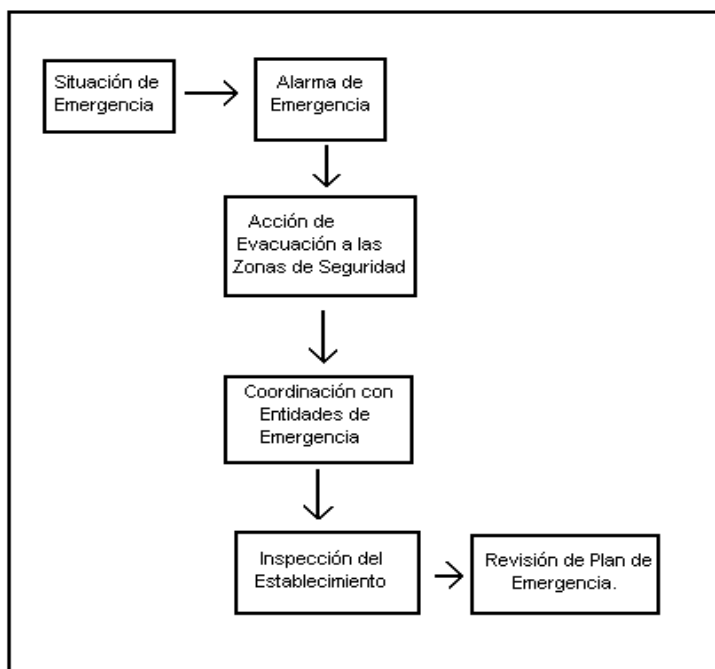 Situación de
Emergencia
Alarma de
Emergencia
Acción de
Evacuación a las
Zonas de Seguridad
Coordinación con
Entidades de
Emergencia
Inspección del
Establecimiento
Revisión de Plan de
Emergencia.